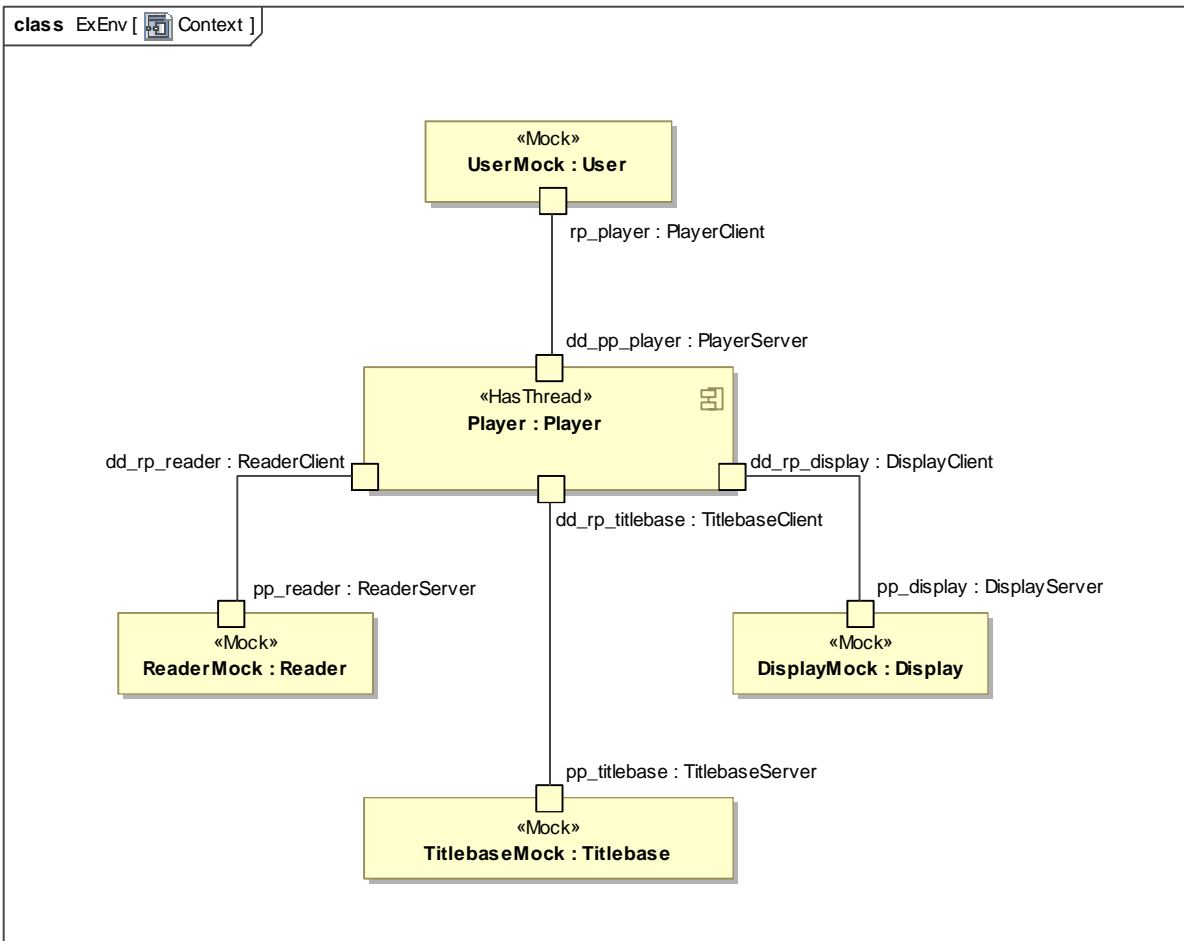 class ExEnv [ Context ]
«Mock»
UserMock : User
rp_player : PlayerClient
dd_pp_player : PlayerServer
«HasThread»
Player : Player
dd_rp_reader : ReaderClient
dd_rp_display : DisplayClient
dd_rp_titlebase : TitlebaseClient
pp_reader : ReaderServer
pp_display : DisplayServer
«Mock»
ReaderMock : Reader
«Mock»
DisplayMock : Display
pp_titlebase : TitlebaseServer
«Mock»
TitlebaseMock : Titlebase